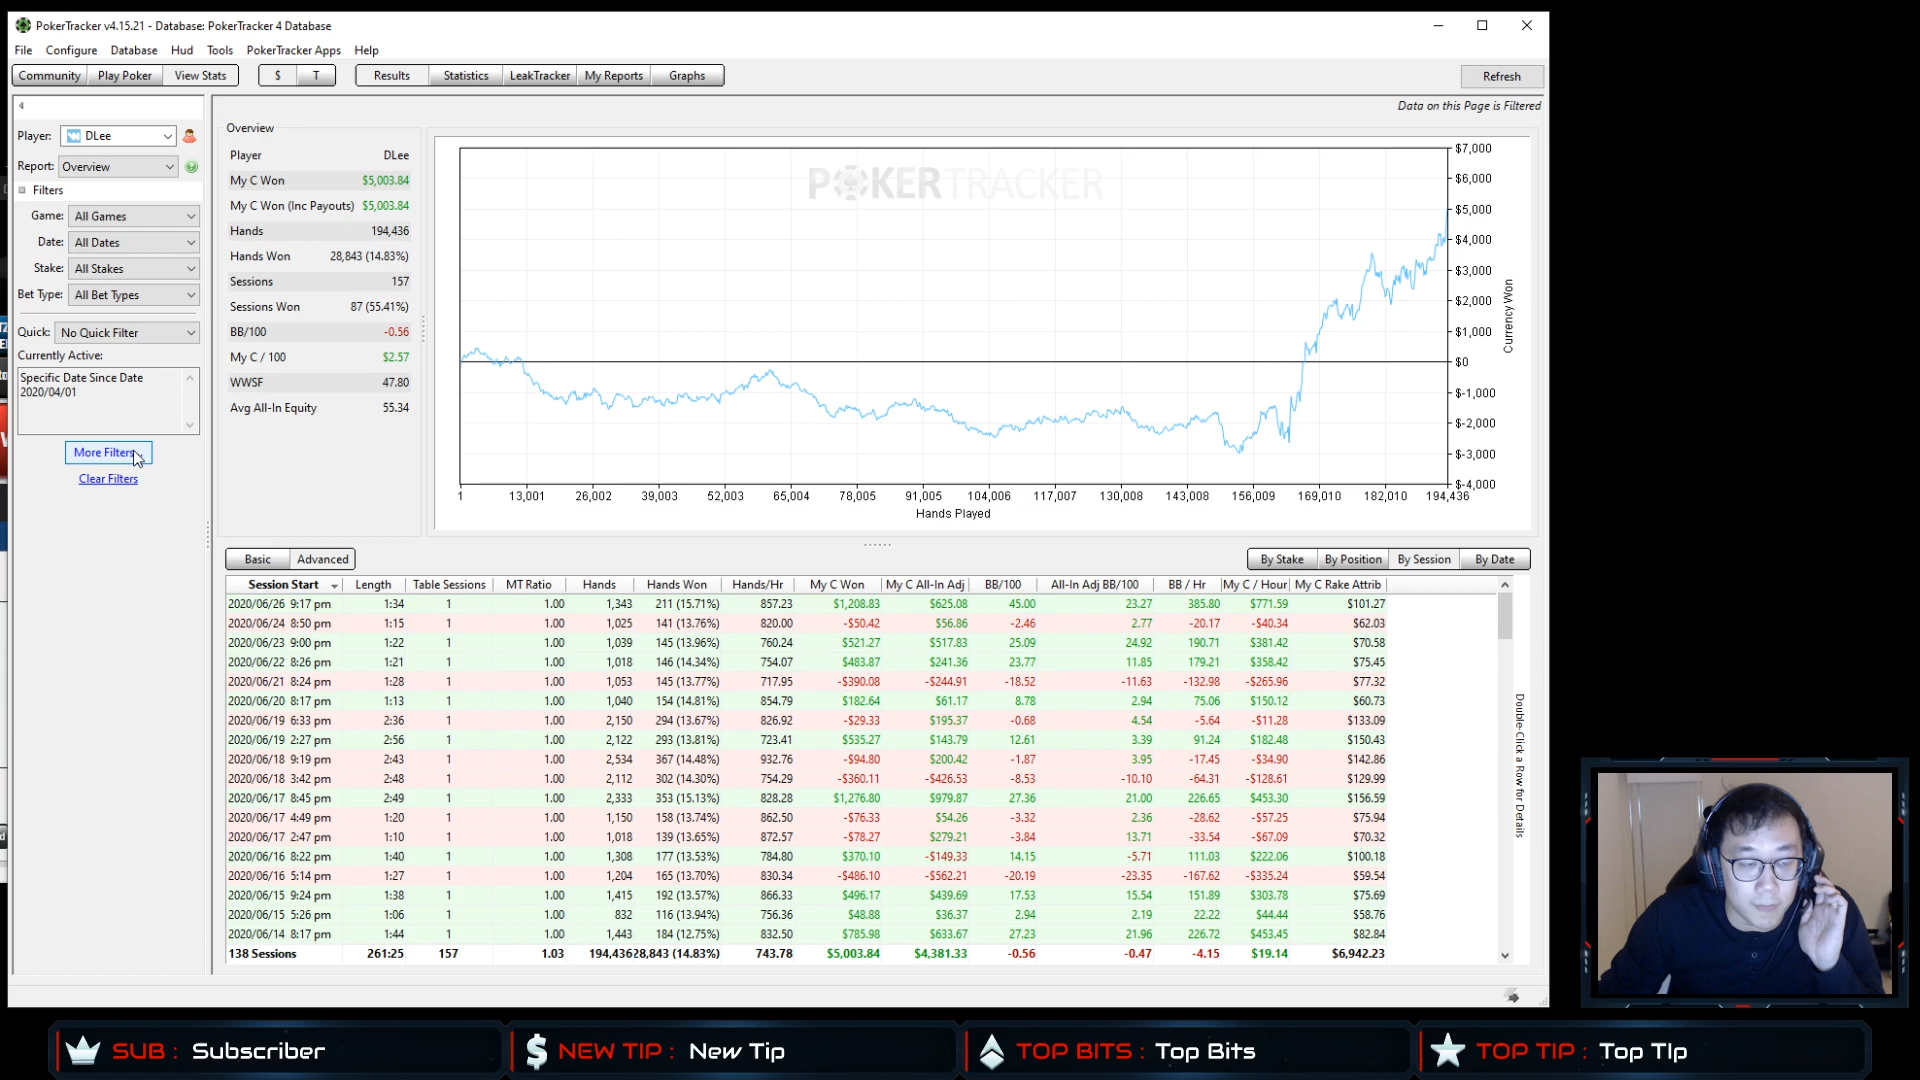 PokerTracker v4.15.21 - Database: PokerTracker 4 Database
File Configure Database Hud Tools PokerTracker Apps Help
Community Play Poker View Stats $ T Results Statistics LeakTracker My Reports Graphs Refresh
Data on this Page is Filtered
Player: DLee
Report: Overview
Filters
Game: All Games
Date: All Dates
Stake: All Stakes
Bet Type: All Bet Types
Quick: No Quick Filter
Currently Active:
Specific Date Since Date
2020/04/01
More Filters
Clear Filters
Overview
Player DLee
My C Won $5,003.84
My C Won (Inc Payouts) $5,003.84
Hands 194,436
Hands Won 28,843 (14.83%)
Sessions 157
Sessions Won 87 (55.41%)
BB/100 -0.56
My C / 100 $2.57
WWSF 47.80
Avg All-In Equity 55.34
POKERTRACKER
$7,000
$6,000
$5,000
$4,000
$3,000
$2,000
$1,000
$0
$-1,000
$-2,000
$-3,000
$-4,000
Currency Won
1 13,001 26,002 39,003 52,003 65,004 78,005 91,005 104,006 117,007 130,008 143,008 156,009 169,010 182,010 194,436
Hands Played
Basic Advanced By Stake By Position By Session By Date
Session Start Length Table Sessions MT Ratio Hands Hands Won Hands/Hr My C Won My C All-In Adj BB/100 All-In Adj BB/100 BB / Hr My C / Hour My C Rake Attrib
2020/06/26 9:17 pm 1:34 1 1.00 1,343 211 (15.71%) 857.23 $1,208.83 $625.08 45.00 23.27 385.80 $771.59 $101.27
2020/06/24 8:50 pm 1:15 1 1.00 1,025 141 (13.76%) 820.00 -$50.42 $56.86 -2.46 2.77 -20.17 -$40.34 $62.03
2020/06/23 9:00 pm 1:22 1 1.00 1,039 145 (13.96%) 760.24 $521.27 $517.83 25.09 24.92 190.71 $381.42 $70.58
2020/06/22 8:26 pm 1:21 1 1.00 1,018 146 (14.34%) 754.07 $483.87 $241.36 23.77 11.85 179.21 $358.42 $75.45
2020/06/21 8:24 pm 1:28 1 1.00 1,053 145 (13.77%) 717.95 -$390.08 -$244.91 -18.52 -11.63 -132.98 -$265.96 $77.32
2020/06/20 8:17 pm 1:13 1 1.00 1,040 154 (14.81%) 854.79 $182.64 $61.17 8.78 2.94 75.06 $150.12 $60.73
2020/06/19 6:33 pm 2:36 1 1.00 2,150 294 (13.67%) 826.92 -$29.33 $195.37 -0.68 4.54 -5.64 -$11.28 $133.09
2020/06/19 2:27 pm 2:56 1 1.00 2,122 293 (13.81%) 723.41 $535.27 $143.79 12.61 3.39 91.24 $182.48 $150.43
2020/06/18 9:19 pm 2:43 1 1.00 2,534 367 (14.48%) 932.76 -$94.80 $200.42 -1.87 3.95 -17.45 -$34.90 $142.86
2020/06/18 3:42 pm 2:48 1 1.00 2,112 302 (14.30%) 754.29 -$360.11 -$426.53 -8.53 -10.10 -64.31 -$128.61 $129.99
2020/06/17 8:45 pm 2:49 1 1.00 2,333 353 (15.13%) 828.28 $1,276.80 $979.87 27.36 21.00 226.65 $453.30 $156.59
2020/06/17 4:49 pm 1:20 1 1.00 1,150 158 (13.74%) 862.50 -$76.33 $54.26 -3.32 2.36 -28.62 -$57.25 $75.94
2020/06/17 2:47 pm 1:10 1 1.00 1,018 139 (13.65%) 872.57 -$78.27 $279.21 -3.84 13.71 -33.54 -$67.09 $70.32
2020/06/16 8:22 pm 1:40 1 1.00 1,308 177 (13.53%) 784.80 $370.10 -$149.33 14.15 -5.71 111.03 $222.06 $100.18
2020/06/16 5:14 pm 1:27 1 1.00 1,204 165 (13.70%) 830.34 -$486.10 -$562.21 -20.19 -23.35 -167.62 -$335.24 $59.54
2020/06/15 9:24 pm 1:38 1 1.00 1,415 192 (13.57%) 866.33 $496.17 $439.69 17.53 15.54 151.89 $303.78 $75.69
2020/06/15 5:26 pm 1:06 1 1.00 832 116 (13.94%) 756.36 $48.88 $36.37 2.94 2.19 22.22 $44.44 $58.76
2020/06/14 8:17 pm 1:44 1 1.00 1,443 184 (12.75%) 832.50 $785.98 $633.67 27.23 21.96 226.72 $453.45 $82.84
138 Sessions 261:25 157 1.03 194,43628,843 (14.83%) 743.78 $5,003.84 $4,381.33 -0.56 -0.47 -4.15 $19.14 $6,942.23
Double-Click a Row for Details
SUB : Subscriber
NEW TIP : New Tip
TOP BITS : Top Bits
TOP TIP : Top TIp